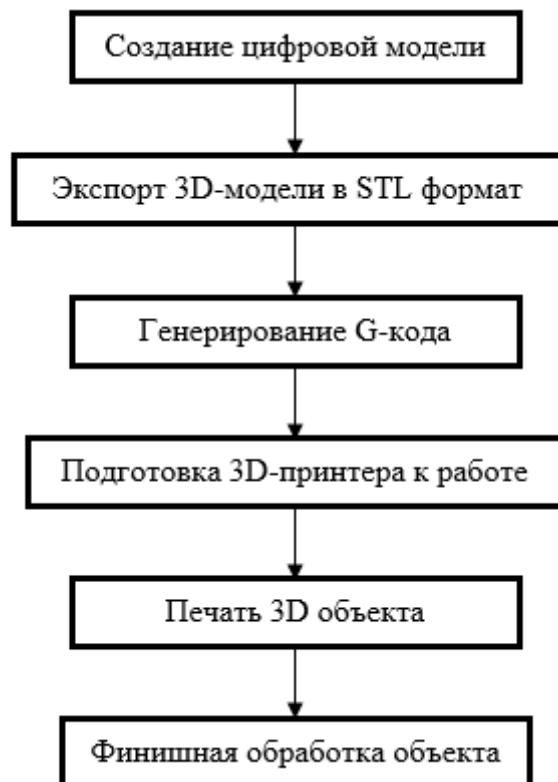 Создание цифровой модели
Экспорт 3D-модели в STL формат
Генерирование G-кода
Подготовка 3D-принтера к работе
Печать 3D объекта
Финишная обработка объекта